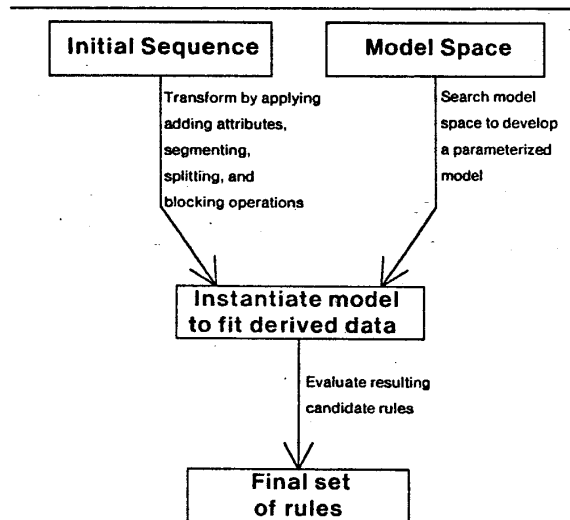 Initial Sequence
Model Space
Transform by applying
adding attributes,
segmenting,
splitting, and
blocking operations
Search model
space to develop
a parameterized
model
Instantiate model
to fit derived data
Evaluate resulting
candidate rules
Final set
of rules